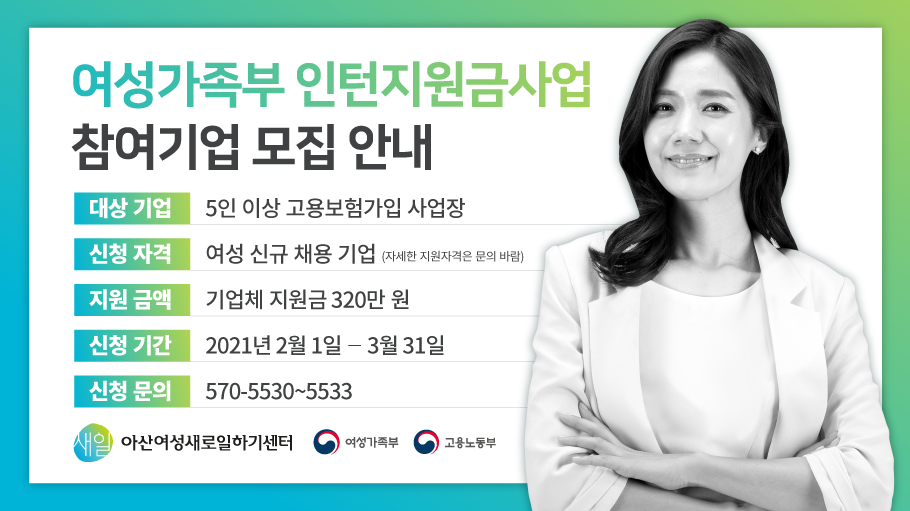 여성가족부 인턴지원금사업
참여기업 모집 안내
대상 기업 5인 이상 고용보험가입 사업장
신청 자격 여성 신규 채용 기업 (자세한 지원자격은 문의 바람)
지원 금액 기업체 지원금 320만 원
신청 기간 2021년 2월 1일 – 3월 31일
신청 문의 570-5530~5533
새일 아산여성새로일하기센터 여성가족부 고용노동부